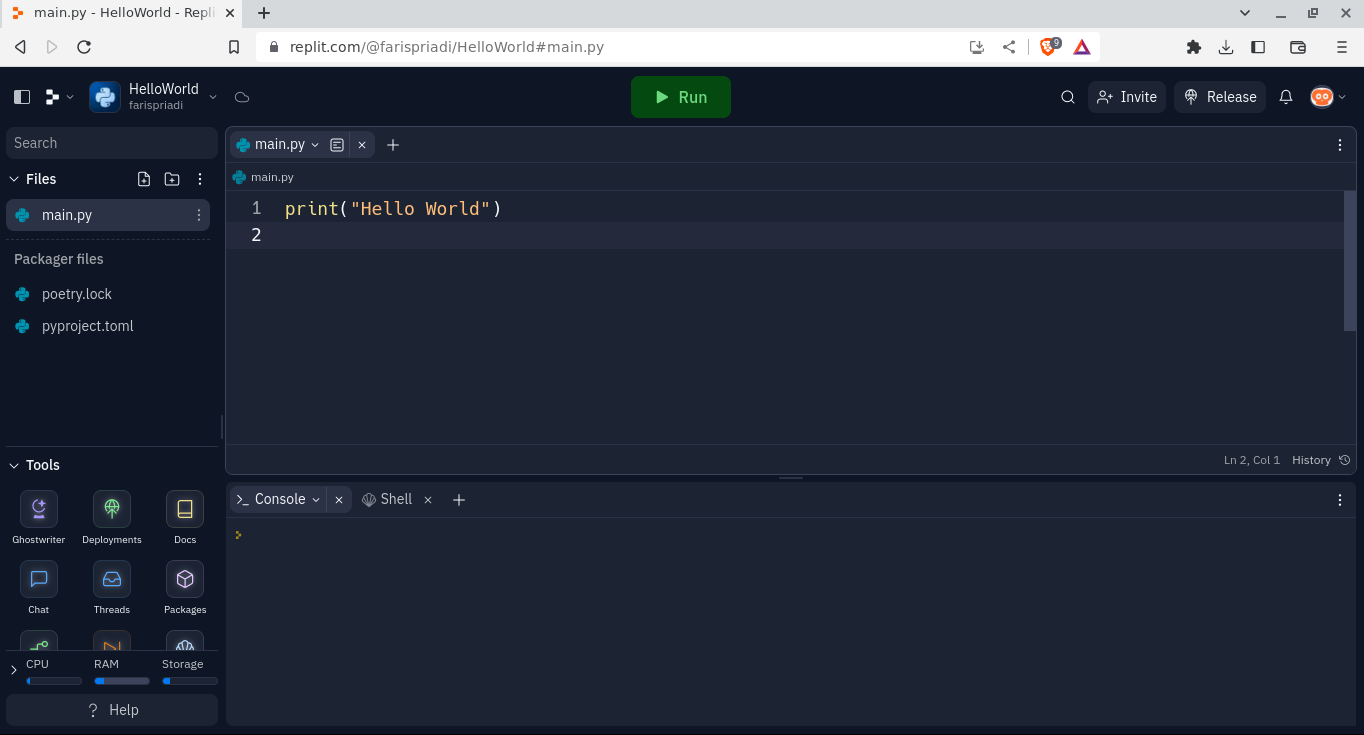 main.py - HelloWorld - Repli
replit.com/@farispriadi/HelloWorld#main.py
9
HelloWorld
farispriadi
Run
Invite
Release
Search
Files
main.py
Packager files
poetry.lock
pyproject.toml
Tools
Ghostwriter
Deployments
Docs
Chat
Threads
Packages
CPU
RAM
Storage
? Help
main.py
main.py
1 print("Hello World")
2
Ln 2, Col 1
History
Console
Shell